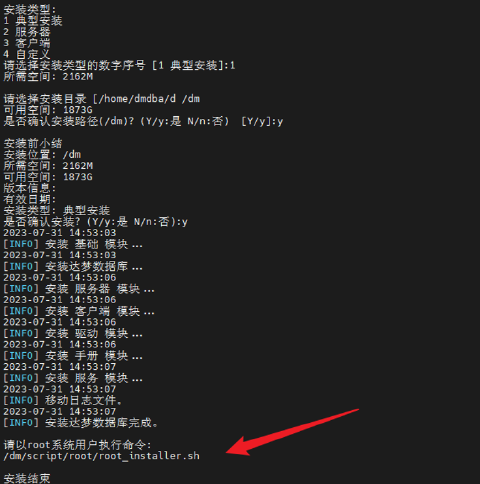 安装类型:
1 典型安装
2 服务器
3 客户端
4 自定义
请选择安装类型的数字序号 [1 典型安装]:1
所需空间: 2162M
请选择安装目录 [/home/dmdba/d /dm
可用空间: 1873G
是否确认安装路径(/dm)? (Y/y:是 N/n:否)  [Y/y]:y
安装前小结
安装位置: /dm
所需空间: 2162M
可用空间: 1873G
版本信息:
有效日期:
安装类型: 典型安装
是否确认安装? (Y/y:是 N/n:否):y
2023-07-31 14:53:03
[INFO] 安装 基础 模块...
2023-07-31 14:53:03
[INFO] 安装达梦数据库...
2023-07-31 14:53:06
[INFO] 安装 服务器 模块...
2023-07-31 14:53:06
[INFO] 安装 客户端 模块...
2023-07-31 14:53:06
[INFO] 安装 驱动 模块...
2023-07-31 14:53:06
[INFO] 安装 手册 模块...
2023-07-31 14:53:07
[INFO] 安装 服务 模块...
2023-07-31 14:53:07
[INFO] 移动日志文件。
2023-07-31 14:53:07
[INFO] 安装达梦数据库完成。
请以root系统用户执行命令:
/dm/script/root/root_installer.sh
安装结束